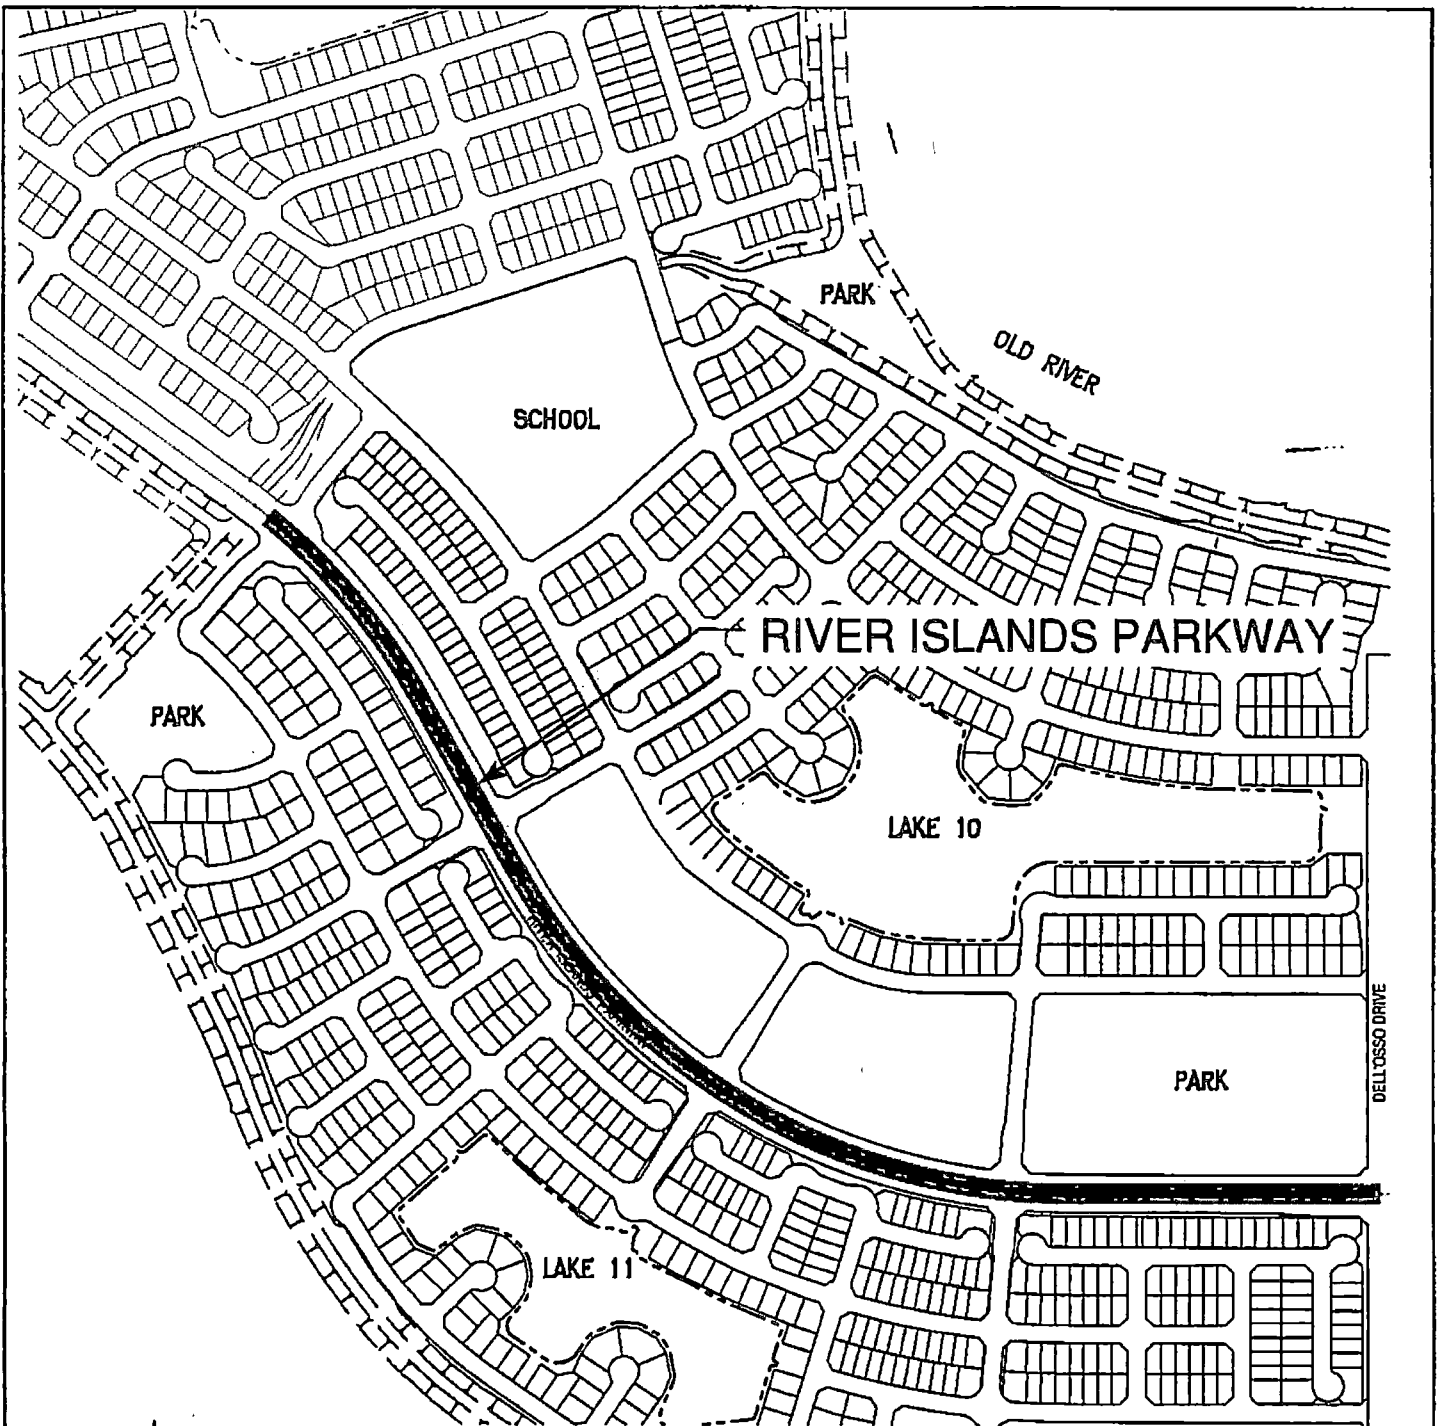 PARK
OLD RIVER
SCHOOL
RIVER ISLANDS PARKWAY
PARK
LAKE 10
DELL'OSSO DRIVE
PARK
LAKE 11